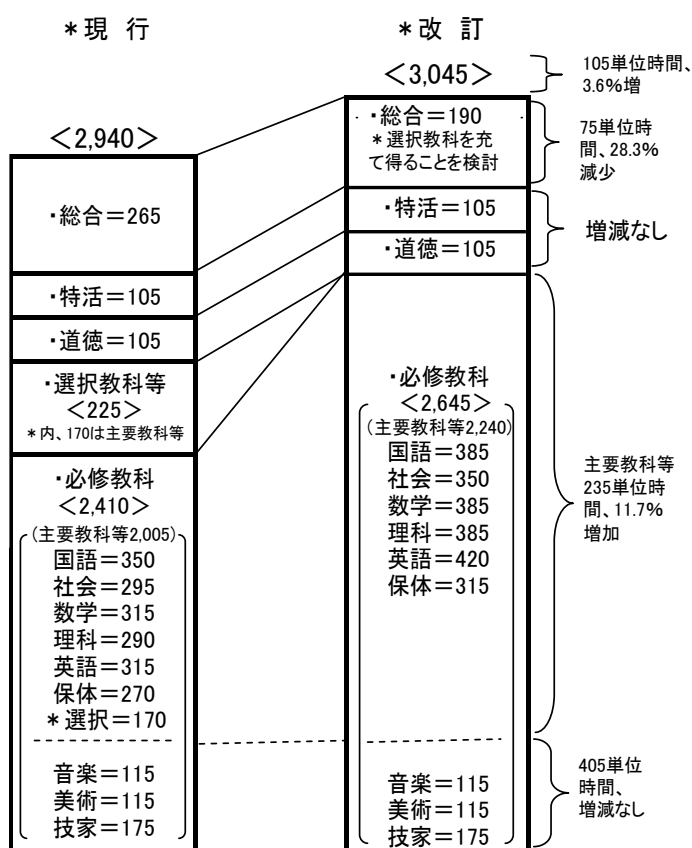 ＊現　行
＜2,940＞
・総合＝265
・特活＝105
・道徳＝105
・選択教科等
＜225＞
＊内、170は主要教科等
・必修教科
＜2,410＞
(主要教科等2,005)
国語＝350
社会＝295
数学＝315
理科＝290
英語＝315
保体＝270
＊選択＝170
音楽＝115
美術＝115
技家＝175
＊改　訂
＜3,045＞
・総合＝190
＊選択教科を充
て得ることを検討
・特活＝105
・道徳＝105
・必修教科
＜2,645＞
(主要教科等2,240)
国語＝385
社会＝350
数学＝385
理科＝385
英語＝420
保体＝315
音楽＝115
美術＝115
技家＝175
105単位時間、
3.6%増
75単位時
間、28.3%
減少
増減なし
主要教科等
235単位時
間、11.7%
増加
405単位
時間、
増減なし